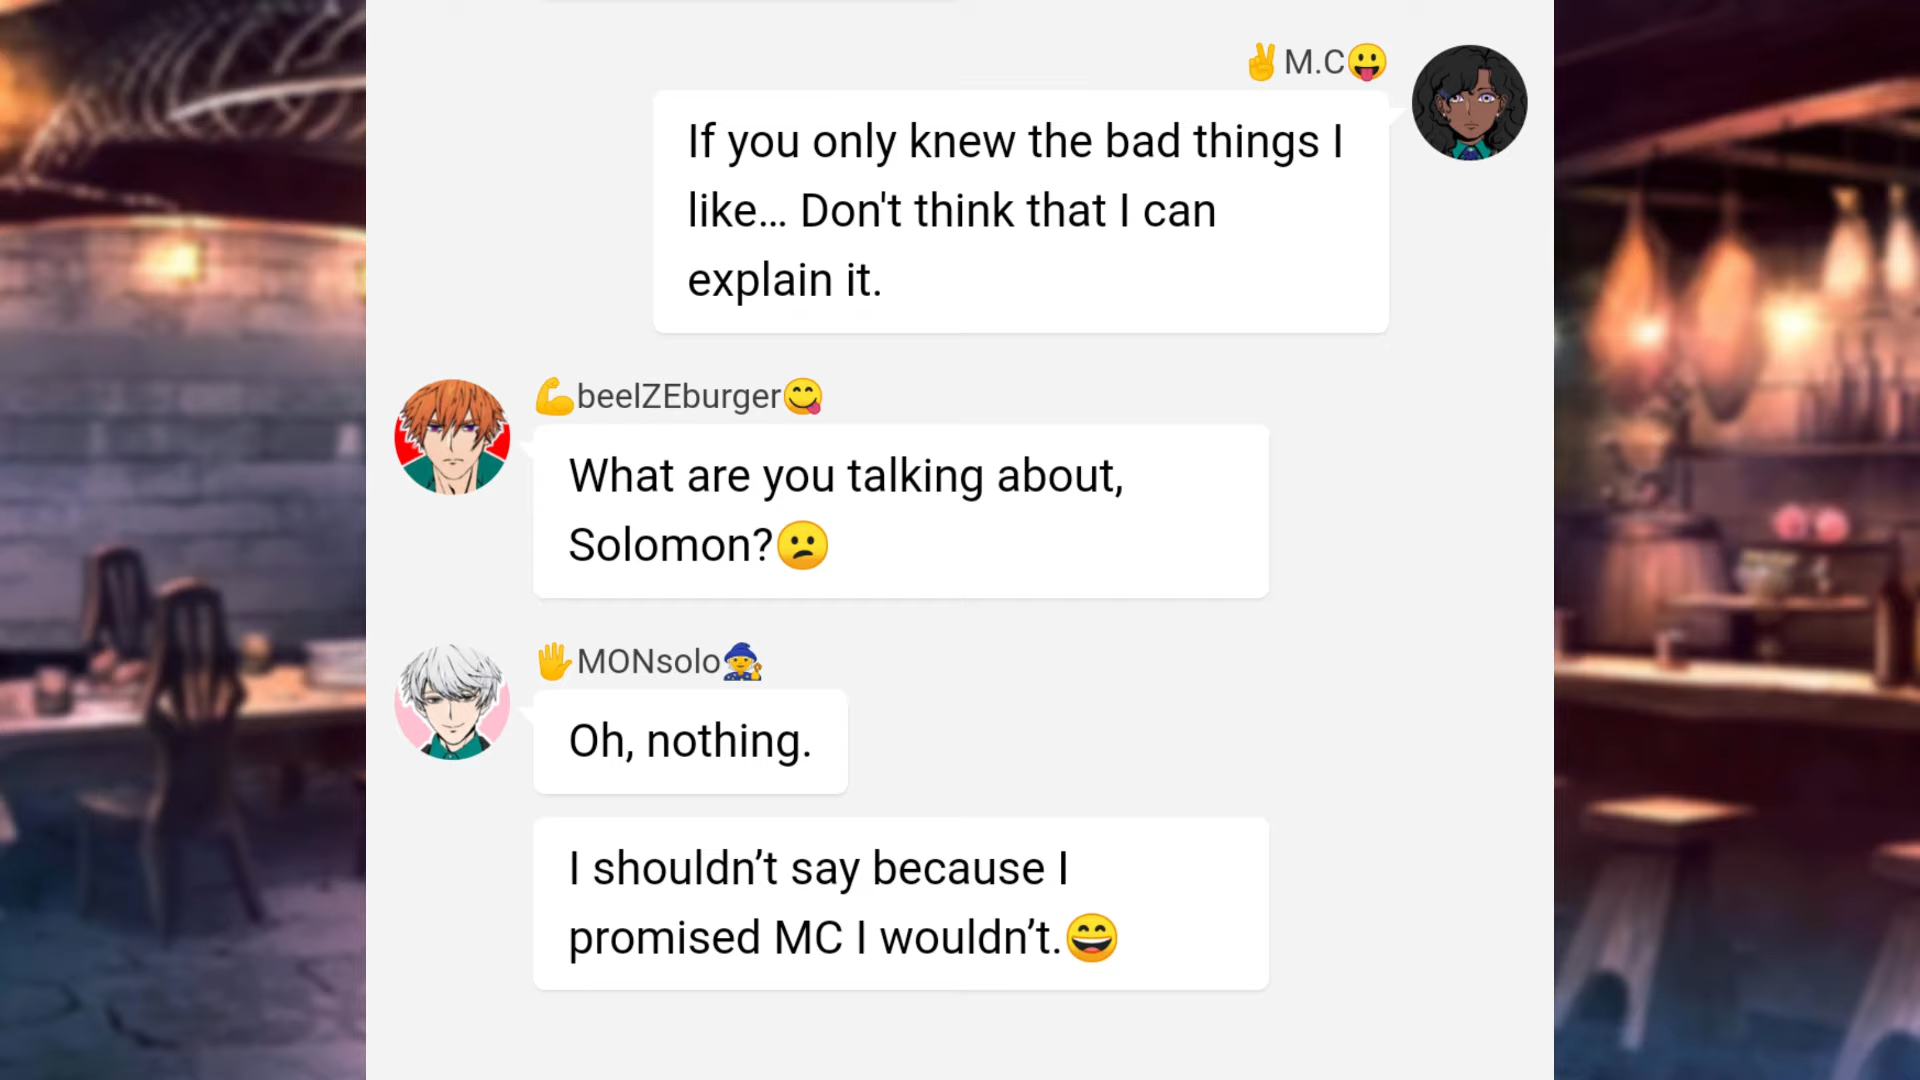 ✌M.C😛
If you only knew the bad things I
like… Don't think that I can
explain it.
💪beelZEburger😋
What are you talking about,
Solomon?😕
🖐MONsolo🧙
Oh, nothing.
I shouldn’t say because I
promised MC I wouldn’t.😄